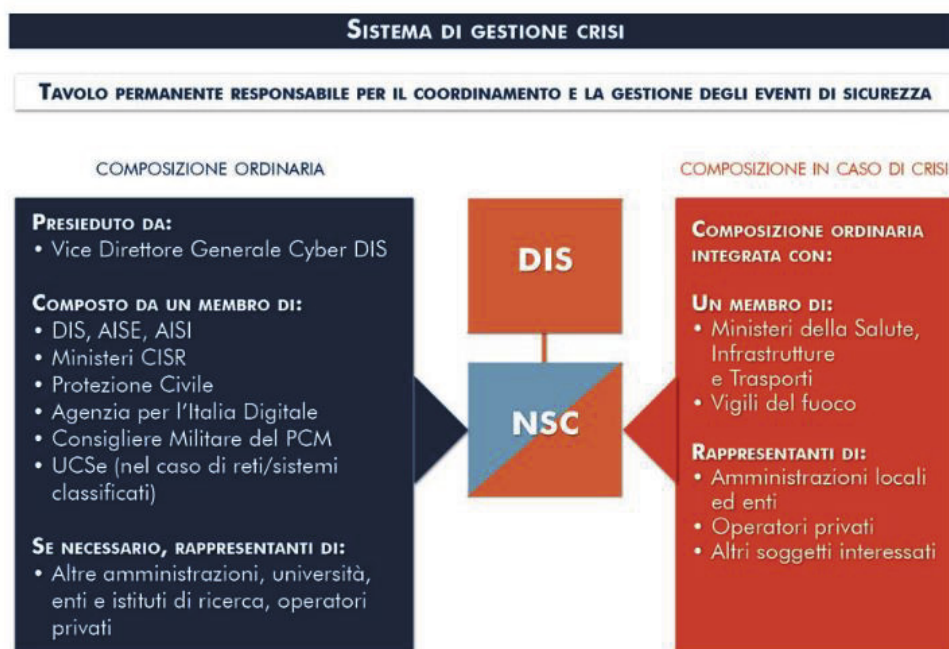 SISTEMA DI GESTIONE CRISI
TAVOLO PERMANENTE RESPONSABILE PER IL COORDINAMENTO E LA GESTIONE DEGLI EVENTI DI SICUREZZA
COMPOSIZIONE ORDINARIA
PRESIEDUTO DA:
• Vice Direttore Generale Cyber DIS
COMPOSTO DA UN MEMBRO DI:
• DIS, AISE, AISI
• Ministeri CISR
• Protezione Civile
• Agenzia per l'Italia Digitale
• Consigliere Militare del PCM
• UCSe (nel caso di reti/sistemi
classificati)
SE NECESSARIO, RAPPRESENTANTI DI:
• Altre amministrazioni, università,
enti e istituti di ricerca, operatori
privati
DIS
NSC
COMPOSIZIONE IN CASO DI CRISI
COMPOSIZIONE ORDINARIA
INTEGRATA CON:
UN MEMBRO DI:
• Ministeri della Salute,
Infrastrutture
e Trasporti
• Vigili del fuoco
RAPPRESENTANTI DI:
• Amministrazioni locali
ed enti
• Operatori privati
• Altri soggetti interessati